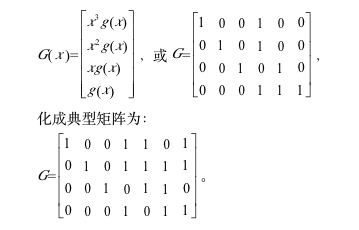 G(x)=[x³g(x) 1 0 0 1 0 0
x²g(x) , 或 G= 0 1 0 1 0 0
xg(x) 0 0 1 0 1 0 ,
g(x)] 0 0 0 1 1 1
化成典型矩阵为：
1 0 0 1 1 0 1
G= 0 1 0 1 1 1 1
0 0 1 0 1 1 0 。
0 0 0 1 0 1 1